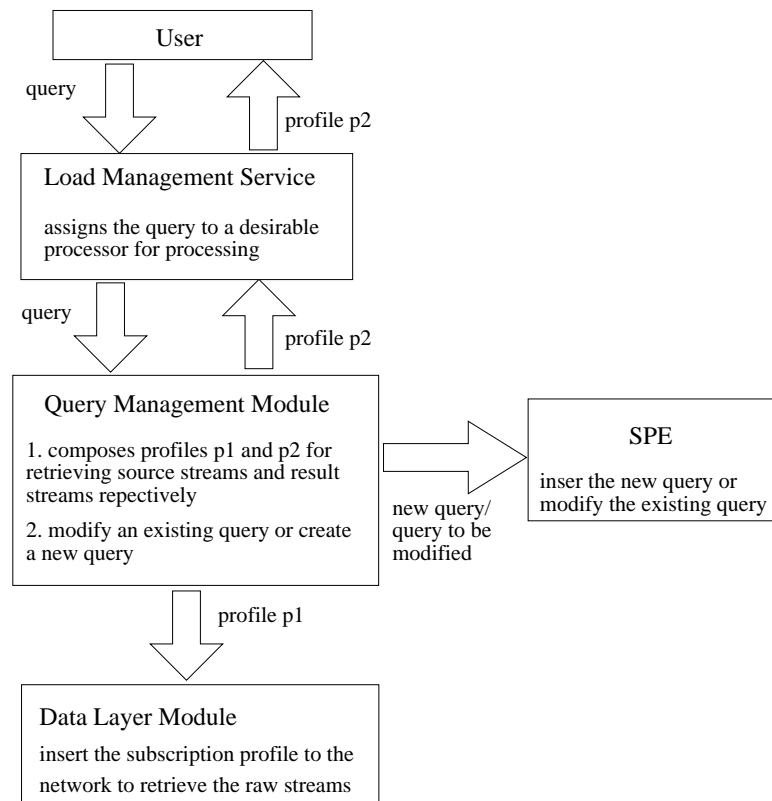 User
query
profile p2
Load Management Service
assigns the query to a desirable
processor for processing
query
profile p2
Query Management Module
1. composes profiles p1 and p2 for
retrieving source streams and result
streams repectively
2. modify an existing query or create
a new query
new query/
query to be
modified
SPE
inser the new query or
modify the existing query
profile p1
Data Layer Module
insert the subscription profile to the
network to retrieve the raw streams